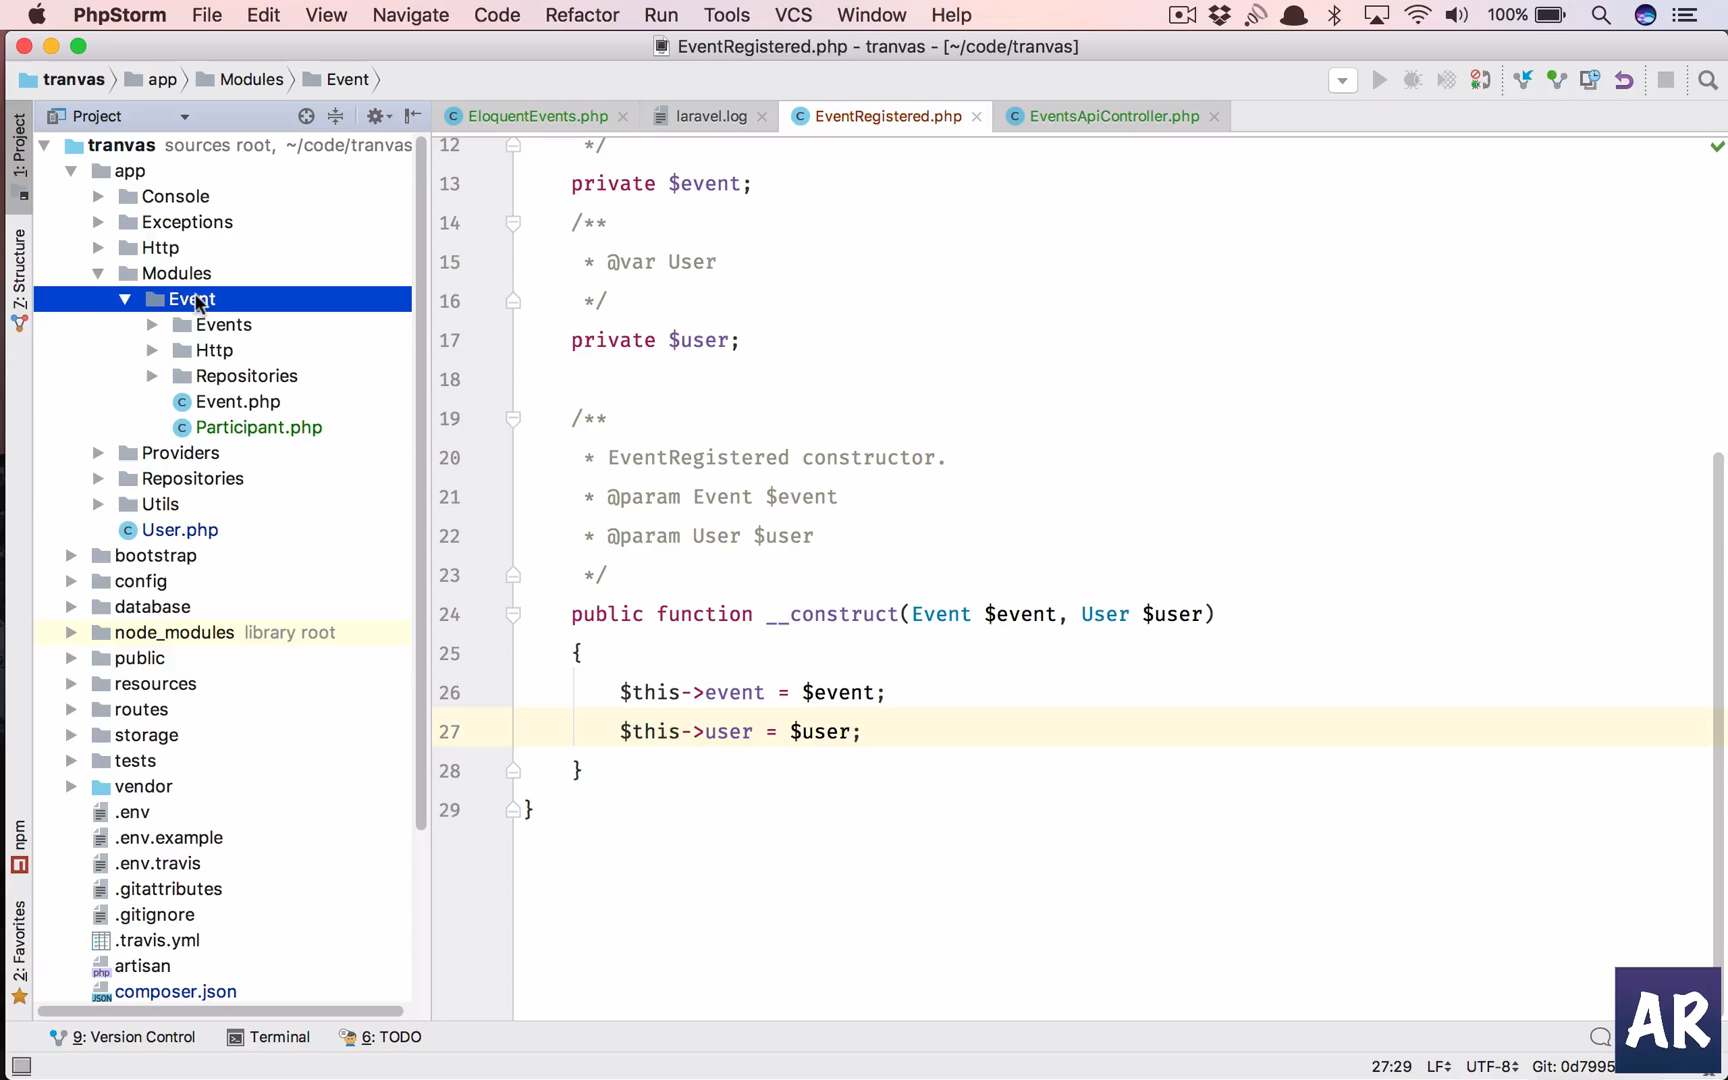 PhpStorm File Edit View Navigate Code Refactor Run Tools VCS Window Help 100%
EventRegistered.php - tranvas - [~/code/tranvas]
tranvas app Modules Event
Project
EloquentEvents.php laravel.log EventRegistered.php EventsApiController.php
1: Project
7: Structure
npm
2: Favorites
tranvas sources root, ~/code/tranvas
app
Console
Exceptions
Http
Modules
Event
Events
Http
Repositories
Event.php
Participant.php
Providers
Repositories
Utils
User.php
bootstrap
config
database
node_modules library root
public
resources
routes
storage
tests
vendor
.env
.env.example
.env.travis
.gitattributes
.gitignore
.travis.yml
php artisan
JSON composer.json
12 */
13 private $event;
14 /**
15 * @var User
16 */
17 private $user;
18
19 /**
20 * EventRegistered constructor.
21 * @param Event $event
22 * @param User $user
23 */
24 public function __construct(Event $event, User $user)
25 {
26 $this->event = $event;
27 $this->user = $user;
28 }
29 }
9: Version Control Terminal 6: TODO
27:29 LF UTF-8 Git: 0d7995
AR